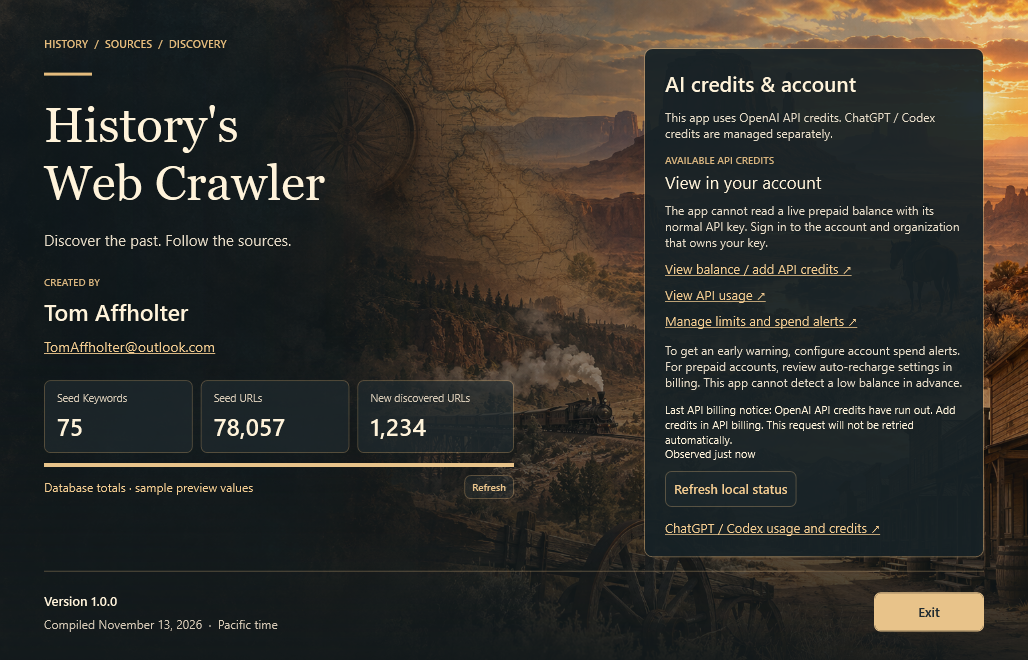 HISTORY / SOURCES / DISCOVERY
History's
Web Crawler
Discover the past. Follow the sources.
CREATED BY
Tom Affholter
TomAffholter@outlook.com
Seed Keywords
75
Seed URLs
78,057
New discovered URLs
1,234
Database totals · sample preview values
Refresh
AI credits & account
This app uses OpenAI API credits. ChatGPT / Codex
credits are managed separately.
AVAILABLE API CREDITS
View in your account
The app cannot read a live prepaid balance with its
normal API key. Sign in to the account and organization
that owns your key.
View balance / add API credits ↗
View API usage ↗
Manage limits and spend alerts ↗
To get an early warning, configure account spend alerts.
For prepaid accounts, review auto-recharge settings in
billing. This app cannot detect a low balance in advance.
Last API billing notice: OpenAI API credits have run out. Add
credits in API billing. This request will not be retried
automatically.
Observed just now
Refresh local status
ChatGPT / Codex usage and credits ↗
Version 1.0.0
Compiled November 13, 2026 · Pacific time
Exit